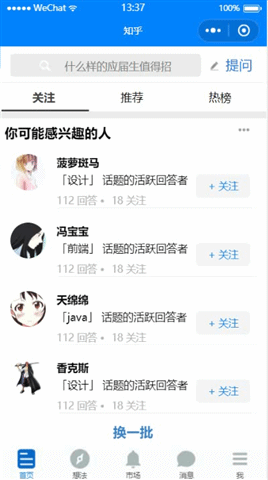 WeChat
13:37
100%
知乎
什么样的应届生值得招
提问
关注 推荐 热榜
你可能感兴趣的人
菠萝斑马
「设计」 话题的活跃回答者
112 回答 • 18 关注
+ 关注
冯宝宝
「前端」 话题的活跃回答者
112 回答 • 18 关注
+ 关注
天绵绵
「java」 话题的活跃回答者
112 回答 • 18 关注
+ 关注
香克斯
「设计」 话题的活跃回答者
112 回答 • 18 关注
+ 关注
换一批
首页 想法 市场 消息 我